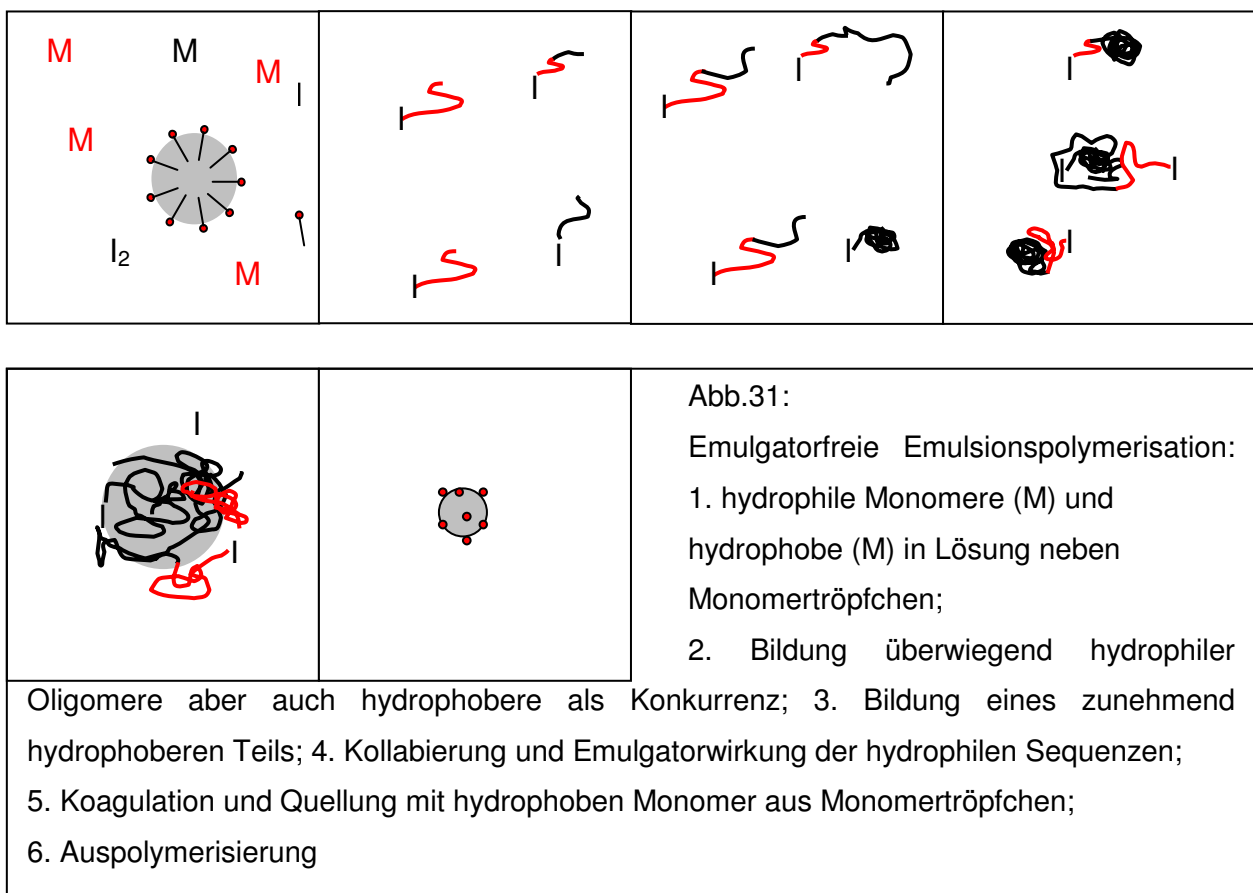 M M M I
M
I₂ M
I I
I I
I I
I I
I
I I
I
I
I
I
Abb.31:
Emulgatorfreie Emulsionspolymerisation:
1. hydrophile Monomere (M) und
hydrophobe (M) in Lösung neben
Monomertröpfchen;
2. Bildung überwiegend hydrophiler
Oligomere aber auch hydrophobere als Konkurrenz; 3. Bildung eines zunehmend
hydrophoberen Teils; 4. Kollabierung und Emulgatorwirkung der hydrophilen Sequenzen;
5. Koagulation und Quellung mit hydrophoben Monomer aus Monomertröpfchen;
6. Auspolymerisierung